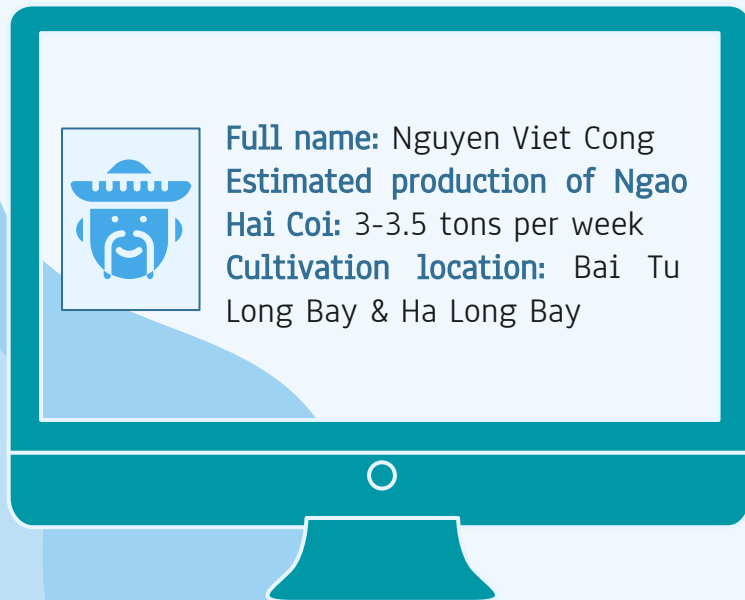 Full name: Nguyen Viet Cong
Estimated production of Ngao
Hai Coi: 3-3.5 tons per week
Cultivation location: Bai Tu
Long Bay & Ha Long Bay